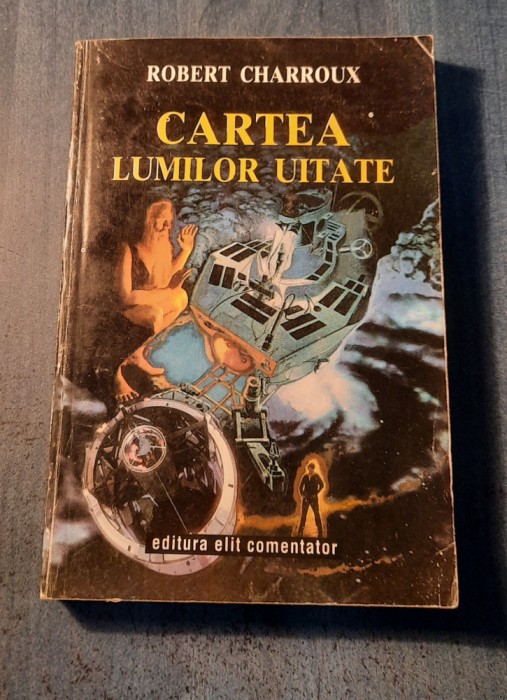 ROBERT CHARROUX
CARTEA
LUMILOR UITATE
editura elit comentator